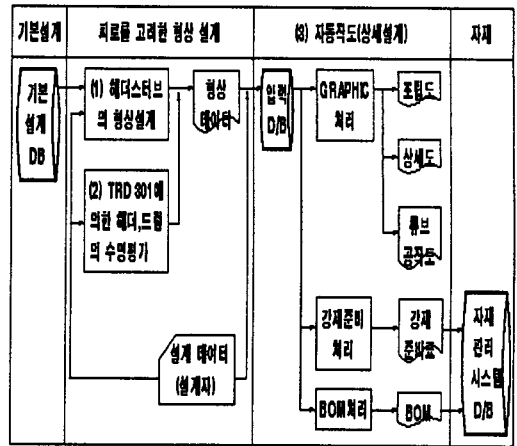 기본설계
피로를 고려한 형상 설계
(3) 자동작도(상세설계)
자재
기본
설계
DB
(1) 헤더스터브
의 형상설계
형상
데이터
(2) TRD 301에
의한 헤더,드럼
의 수명평가
설계 데이터
(설계자)
입력
D/B
GRAPHIC
처리
조립도
상세도
튜브
공작도
강재준비
처리
강재
준비표
BOM처리
BOM
자재
관리
시스템
D/B